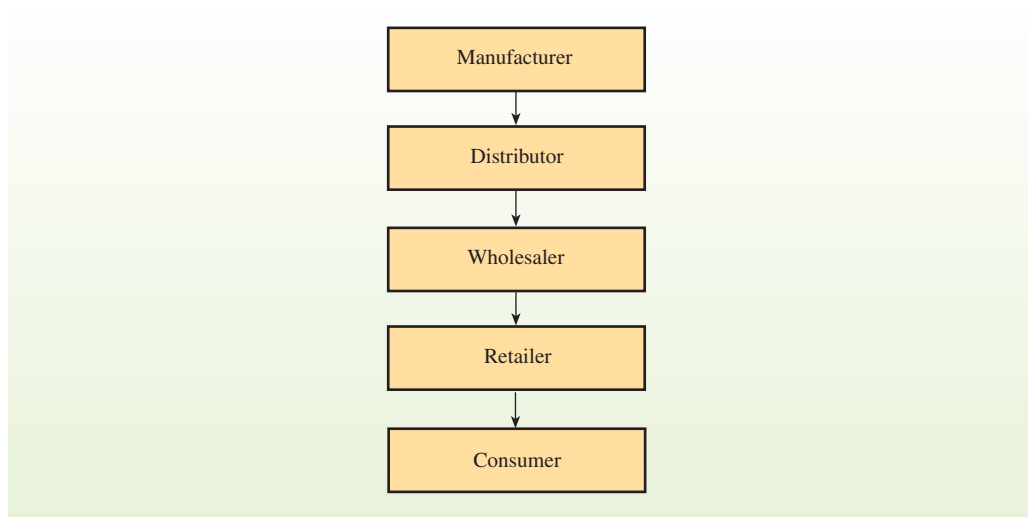 Manufacturer
Distributor
Wholesaler
Retailer
Consumer